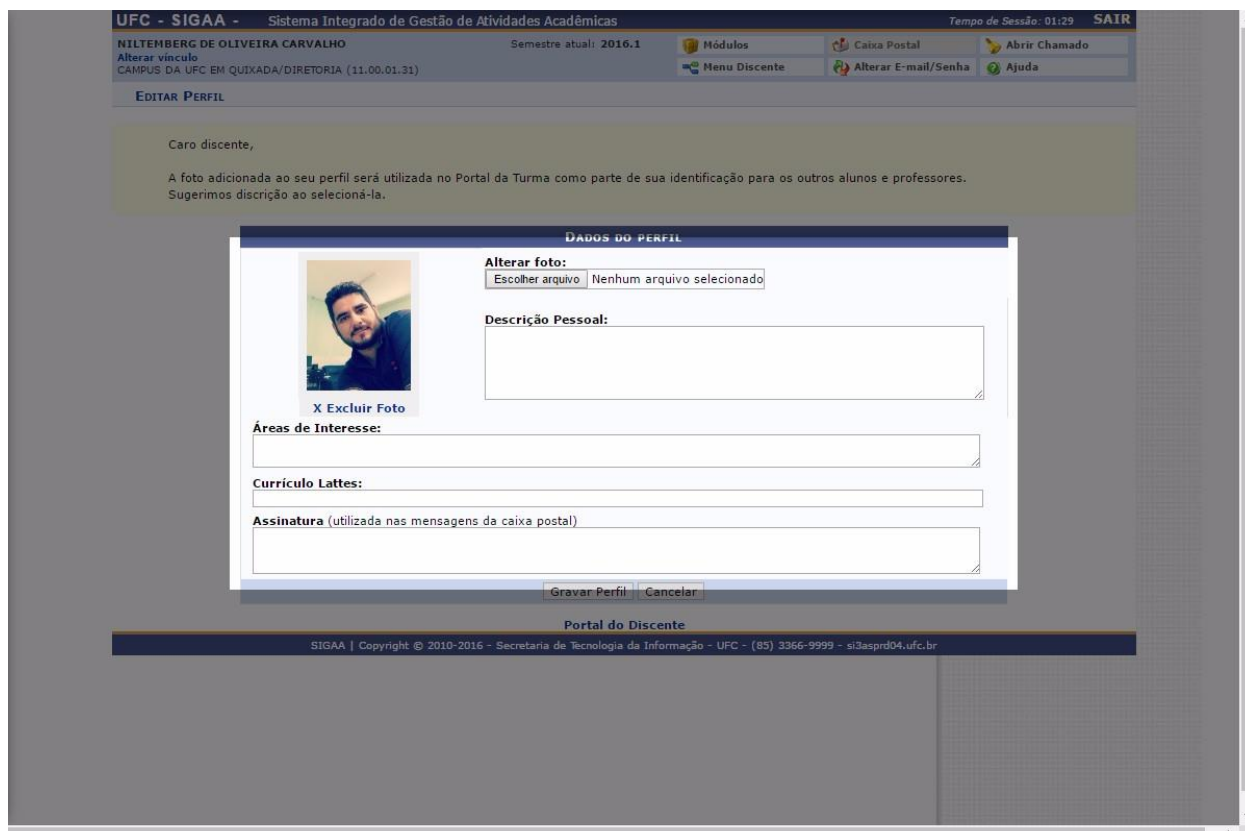 UFC - SIGAA - Sistema Integrado de Gestão de Atividades Acadêmicas Tempo de Sessão: 01:29 SAIR
NILTEMBERG DE OLIVEIRA CARVALHO Semestre atual: 2016.1 Módulos Caixa Postal Abrir Chamado
Alterar vínculo
CAMPUS DA UFC EM QUIXADA/DIRETORIA (11.00.01.31) Menu Discente Alterar E-mail/Senha Ajuda
EDITAR PERFIL
Caro discente,
A foto adicionada ao seu perfil será utilizada no Portal da Turma como parte de sua identificação para os outros alunos e professores.
Sugerimos discrição ao selecioná-la.
DADOS DO PERFIL
Alterar foto:
Escolher arquivo Nenhum arquivo selecionado
Descrição Pessoal:
X Excluir Foto
Áreas de Interesse:
Currículo Lattes:
Assinatura (utilizada nas mensagens da caixa postal)
Gravar Perfil Cancelar
Portal do Discente
SIGAA | Copyright © 2010-2016 - Secretaria de Tecnologia da Informação - UFC - (85) 3366-9999 - si3asprd04.ufc.br